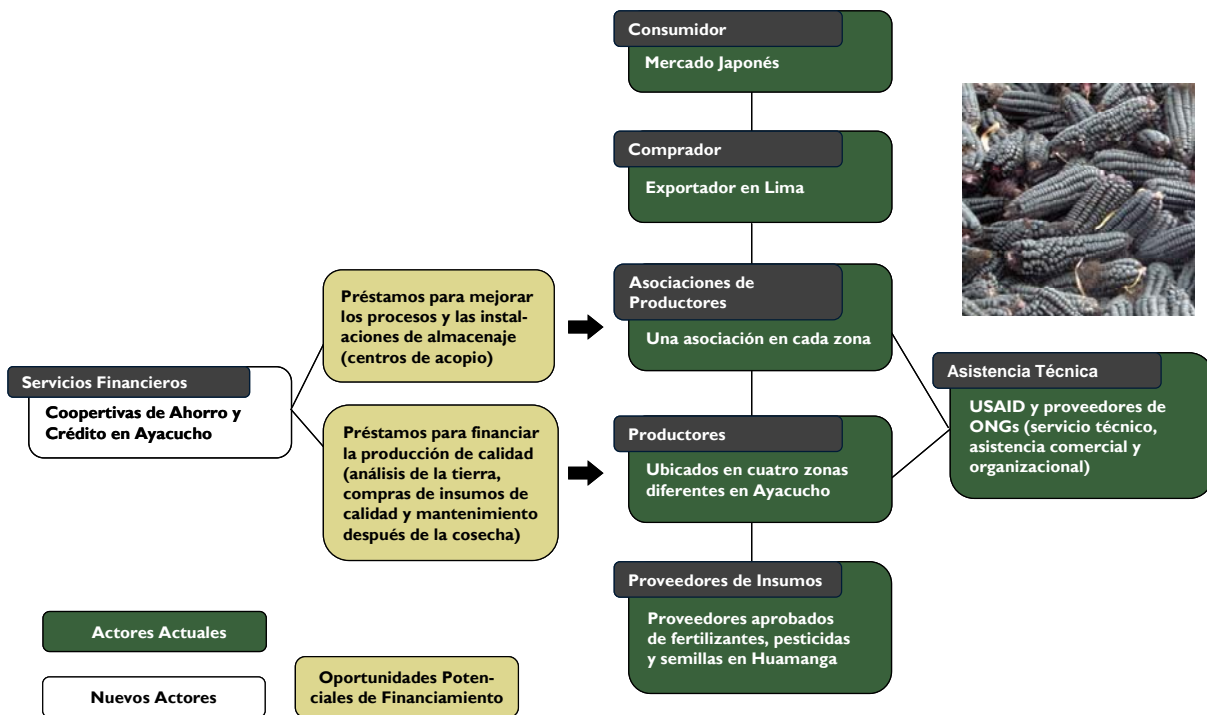 Consumidor
Mercado Japonés
Comprador
Exportador en Lima
Asociaciones de
Productores
Una asociación en cada zona
Préstamos para mejorar
los procesos y las instal-
aciones de almacenaje
(centros de acopio)
Servicios Financieros
Coopertivas de Ahorro y
Crédito en Ayacucho
Préstamos para financiar
la producción de calidad
(análisis de la tierra,
compras de insumos de
calidad y mantenimiento
después de la cosecha)
Productores
Ubicados en cuatro zonas
diferentes en Ayacucho
Asistencia Técnica
USAID y proveedores de
ONGs (servicio técnico,
asistencia comercial y
organizacional)
Proveedores de Insumos
Proveedores aprobados
de fertilizantes, pesticidas
y semillas en Huamanga
Actores Actuales
Nuevos Actores
Oportunidades Poten-
ciales de Financiamiento